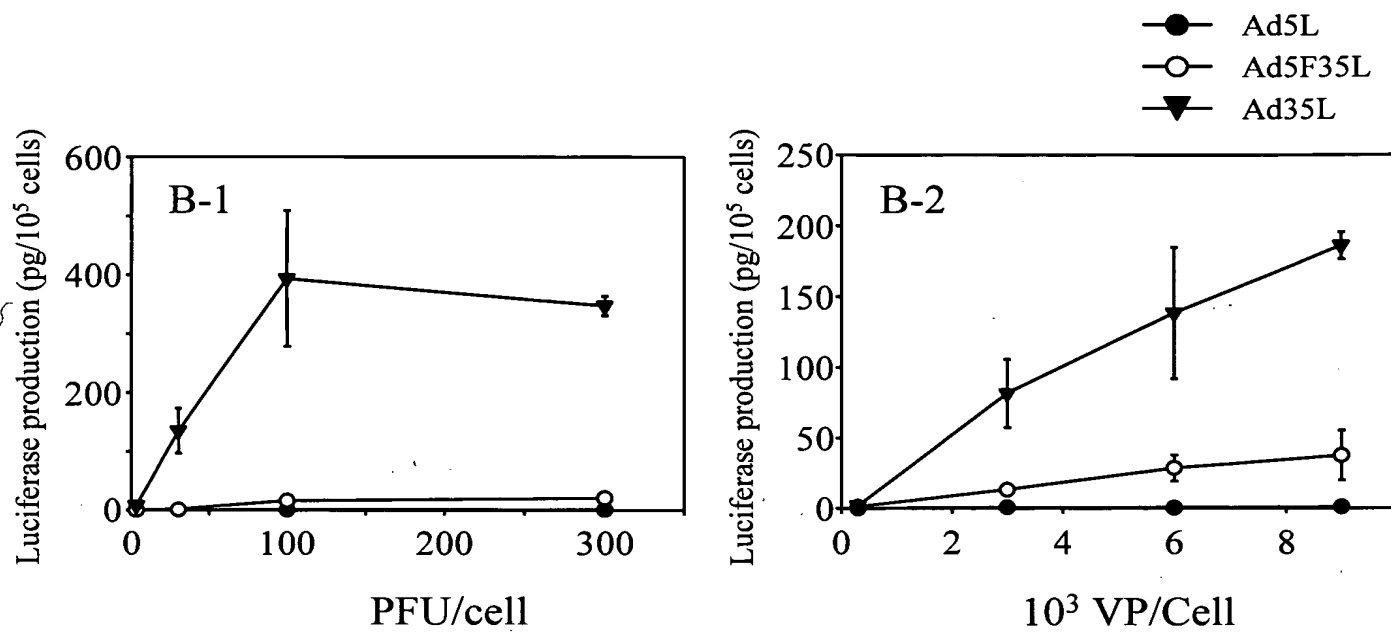 Ad5L
Ad5F35L
Ad35L
Luciferase production (pg/10⁵ cells)
600
400
200
0
B-1
0 100 200 300
PFU/cell
Luciferase production (pg/10⁵ cells)
250
200
150
100
50
0
B-2
0 2 4 6 8
10³ VP/Cell